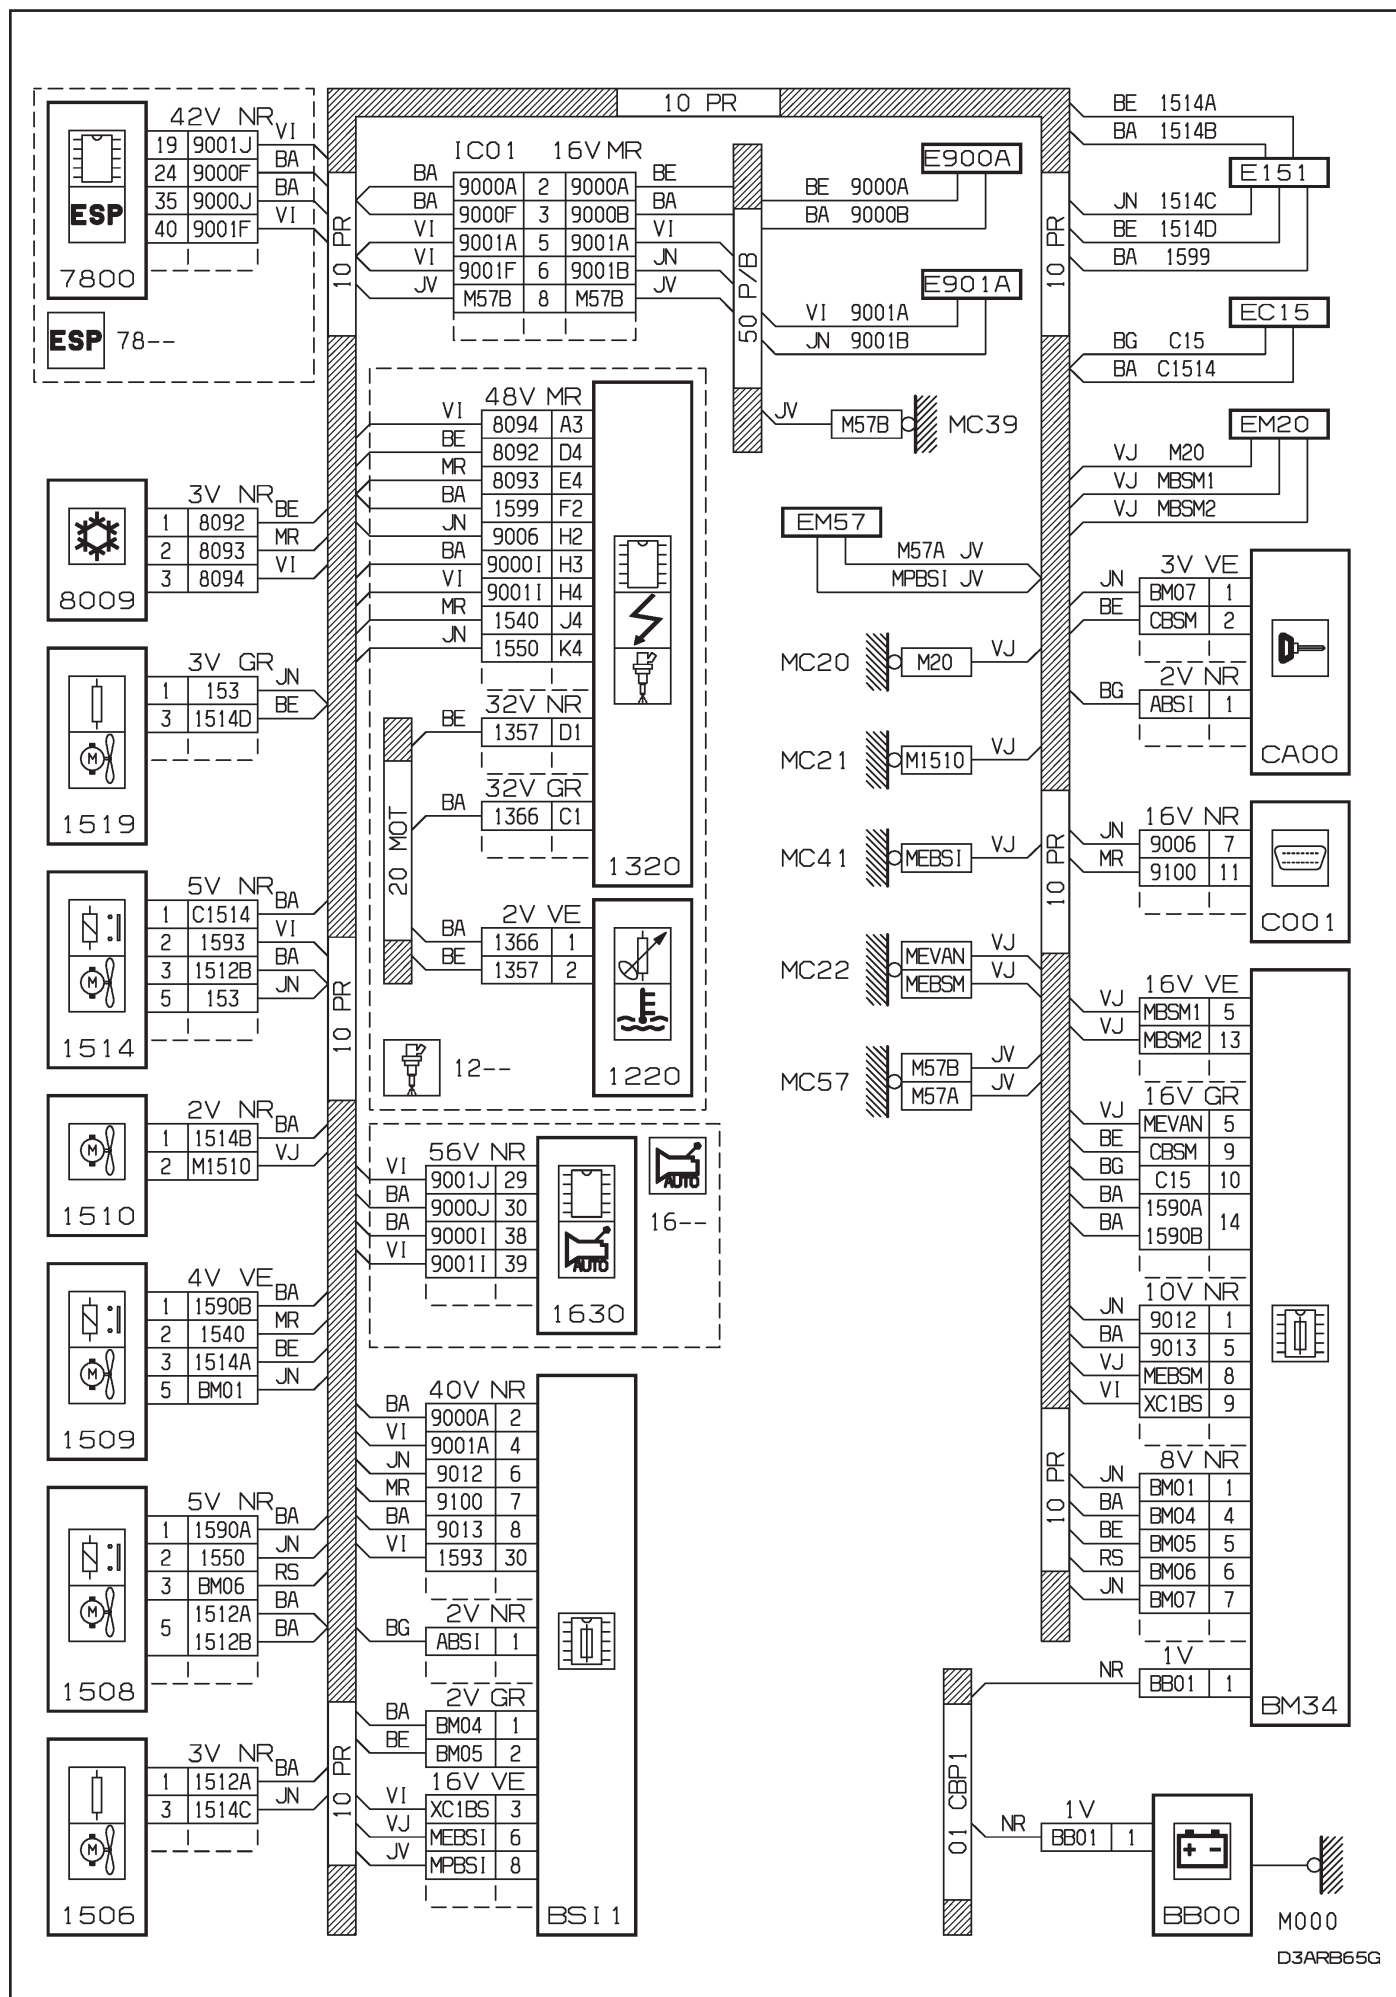 10 PR
42V NR
19 9001J VI
24 9000F BA
35 9000J BA
40 9001F VI
ESP
7800
ESP 78--
10 PR
IC01 16V MR
BA 9000A 2 9000A BE
BA 9000F 3 9000B BA
VI 9001A 5 9001A VI
VI 9001F 6 9001B JN
JV M57B 8 M57B JV
50 P/B
E900A
BE 9000A
BA 9000B
E901A
VI 9001A
JN 9001B
JV M57B MC39
BE 1514A
BA 1514B
E151
10 PR
JN 1514C
BE 1514D
BA 1599
EC15
BG C15
BA C1514
EM20
VJ M20
VJ MBSM1
VJ MBSM2
3V NR
1 8092 BE
2 8093 MR
3 8094 VI
8009
3V GR
1 153 JN
3 1514D BE
1519
5V NR
1 C1514 BA
2 1593 VI
3 1512B BA
5 153 JN
1514
10 PR
2V NR
1 1514B BA
2 M1510 VJ
1510
4V VE
1 1590B BA
2 1540 MR
3 1514A BE
5 BM01 JN
1509
5V NR
1 1590A BA
2 1550 JN
3 BM06 RS
5 1512A BA
1512B BA
1508
3V NR
1 1512A BA
3 1514C JN
1506
10 PR
48V MR
VI 8094 A3
BE 8092 D4
MR 8093 E4
BA 1599 F2
JN 9006 H2
BA 9000I H3
VI 9001I H4
MR 1540 J4
JN 1550 K4
32V NR
BE 1357 D1
32V GR
BA 1366 C1
1320
20 MOT
2V VE
BA 1366 1
BE 1357 2
1220
12--
56V NR
VI 9001J 29
BA 9000J 30
BA 9000I 38
VI 9001I 39
AUTO
1630
AUTO
16--
40V NR
BA 9000A 2
VI 9001A 4
JN 9012 6
MR 9100 7
BA 9013 8
VI 1593 30
2V NR
BG ABSI 1
2V GR
BA BM04 1
BE BM05 2
16V VE
VI XC1BS 3
VJ MEBSI 6
JV MPBSI 8
BSI1
EM57
M57A JV
MPBSI JV
MC20 M20 VJ
MC21 M1510 VJ
MC41 MEBSI VJ
MC22 MEVAN VJ
MEBSM VJ
MC57 M57B JV
M57A JV
10 PR
3V VE
JN BM07 1
BE CBSM 2
2V NR
BG ABSI 1
CA00
16V NR
JN 9006 7
MR 9100 11
C001
16V VE
VJ MBSM1 5
VJ MBSM2 13
16V GR
VJ MEVAN 5
BE CBSM 9
BG C15 10
BA 1590A 14
BA 1590B
10V NR
JN 9012 1
BA 9013 5
VJ MEBSM 8
VI XC1BS 9
10 PR
8V NR
JN BM01 1
BA BM04 4
BE BM05 5
RS BM06 6
JN BM07 7
1V
NR BB01 1
BM34
01 CBP1
1V
NR BB01 1
M
+ -
BB00
M000
D3ARB65G